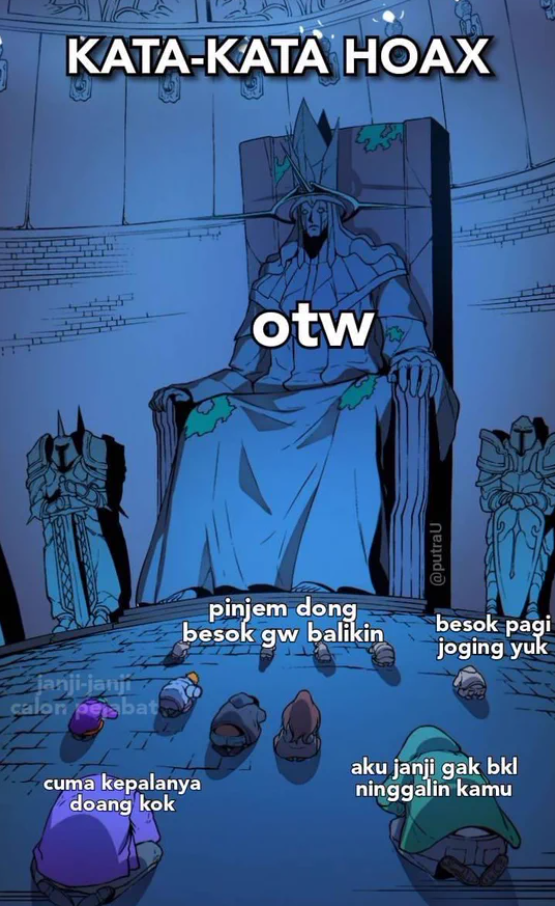 KATA-KATA HOAX
otw
@putraU
pinjem dong
besok gw balikin
besok pagi
joging yuk
janji-janji
calon pejabat
cuma kepalanya
doang kok
aku janji gak bkl
ninggalin kamu